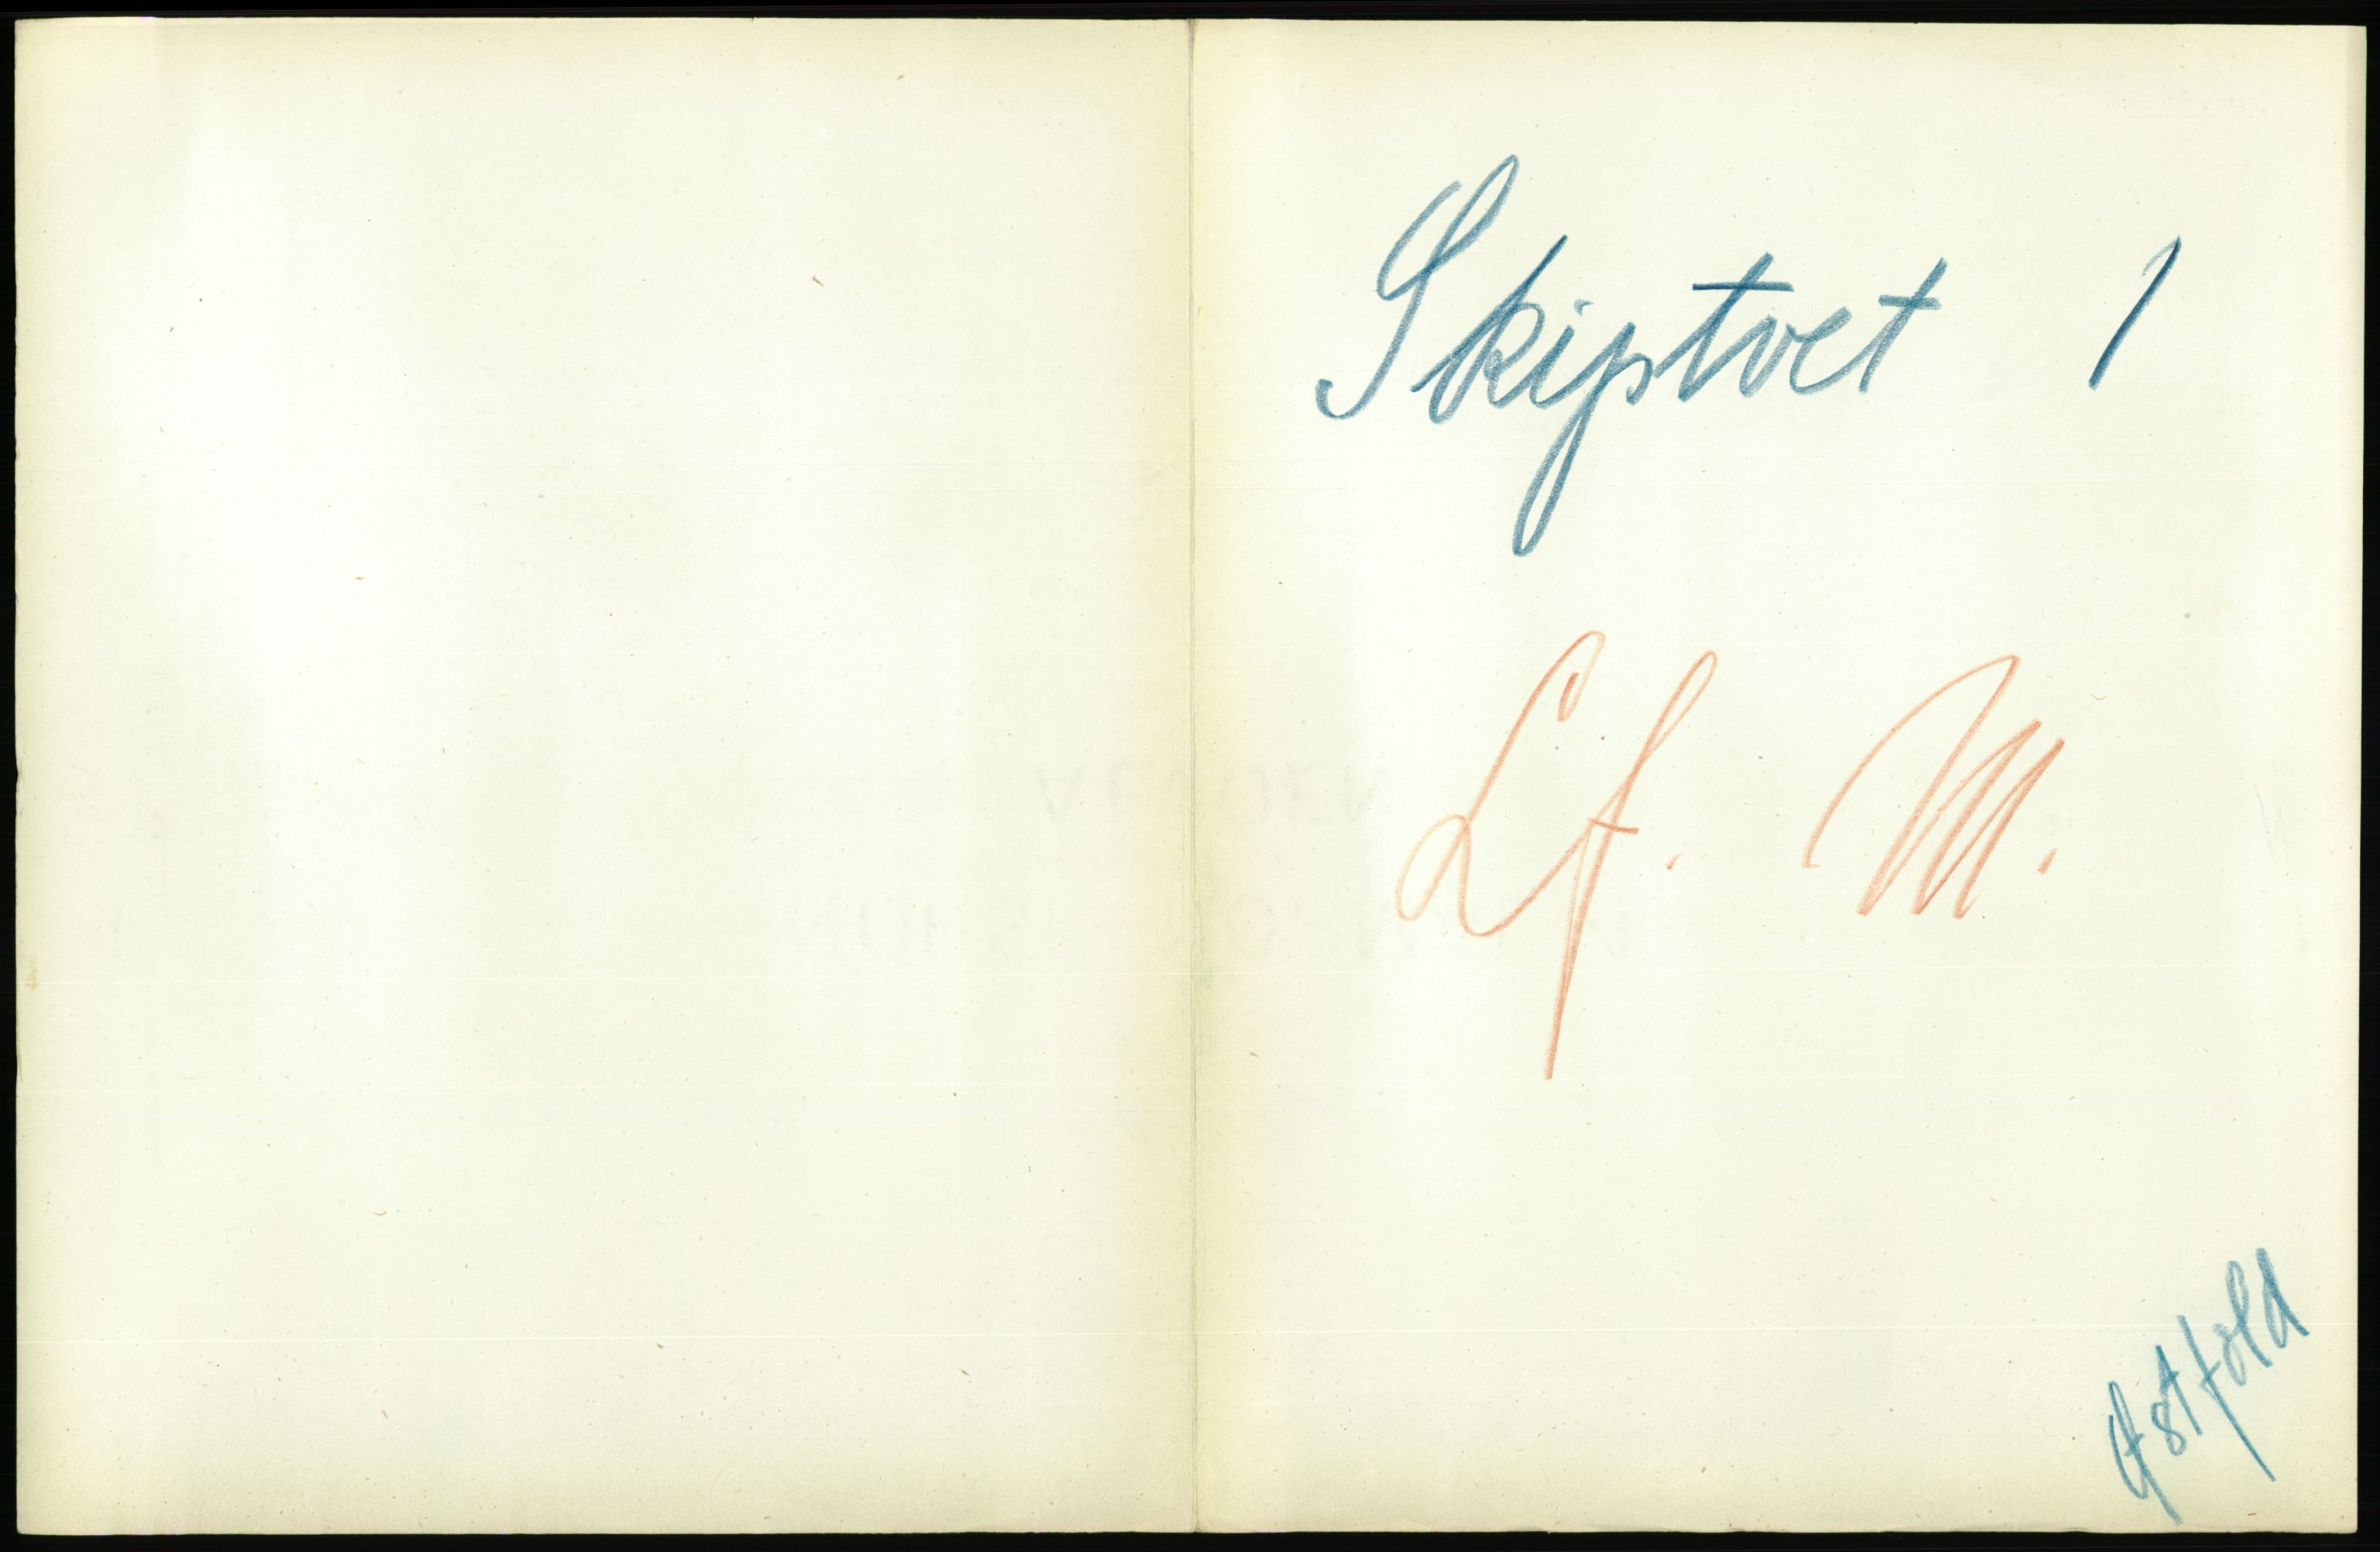 Skiptvet 1
Lf. M.
Østfold